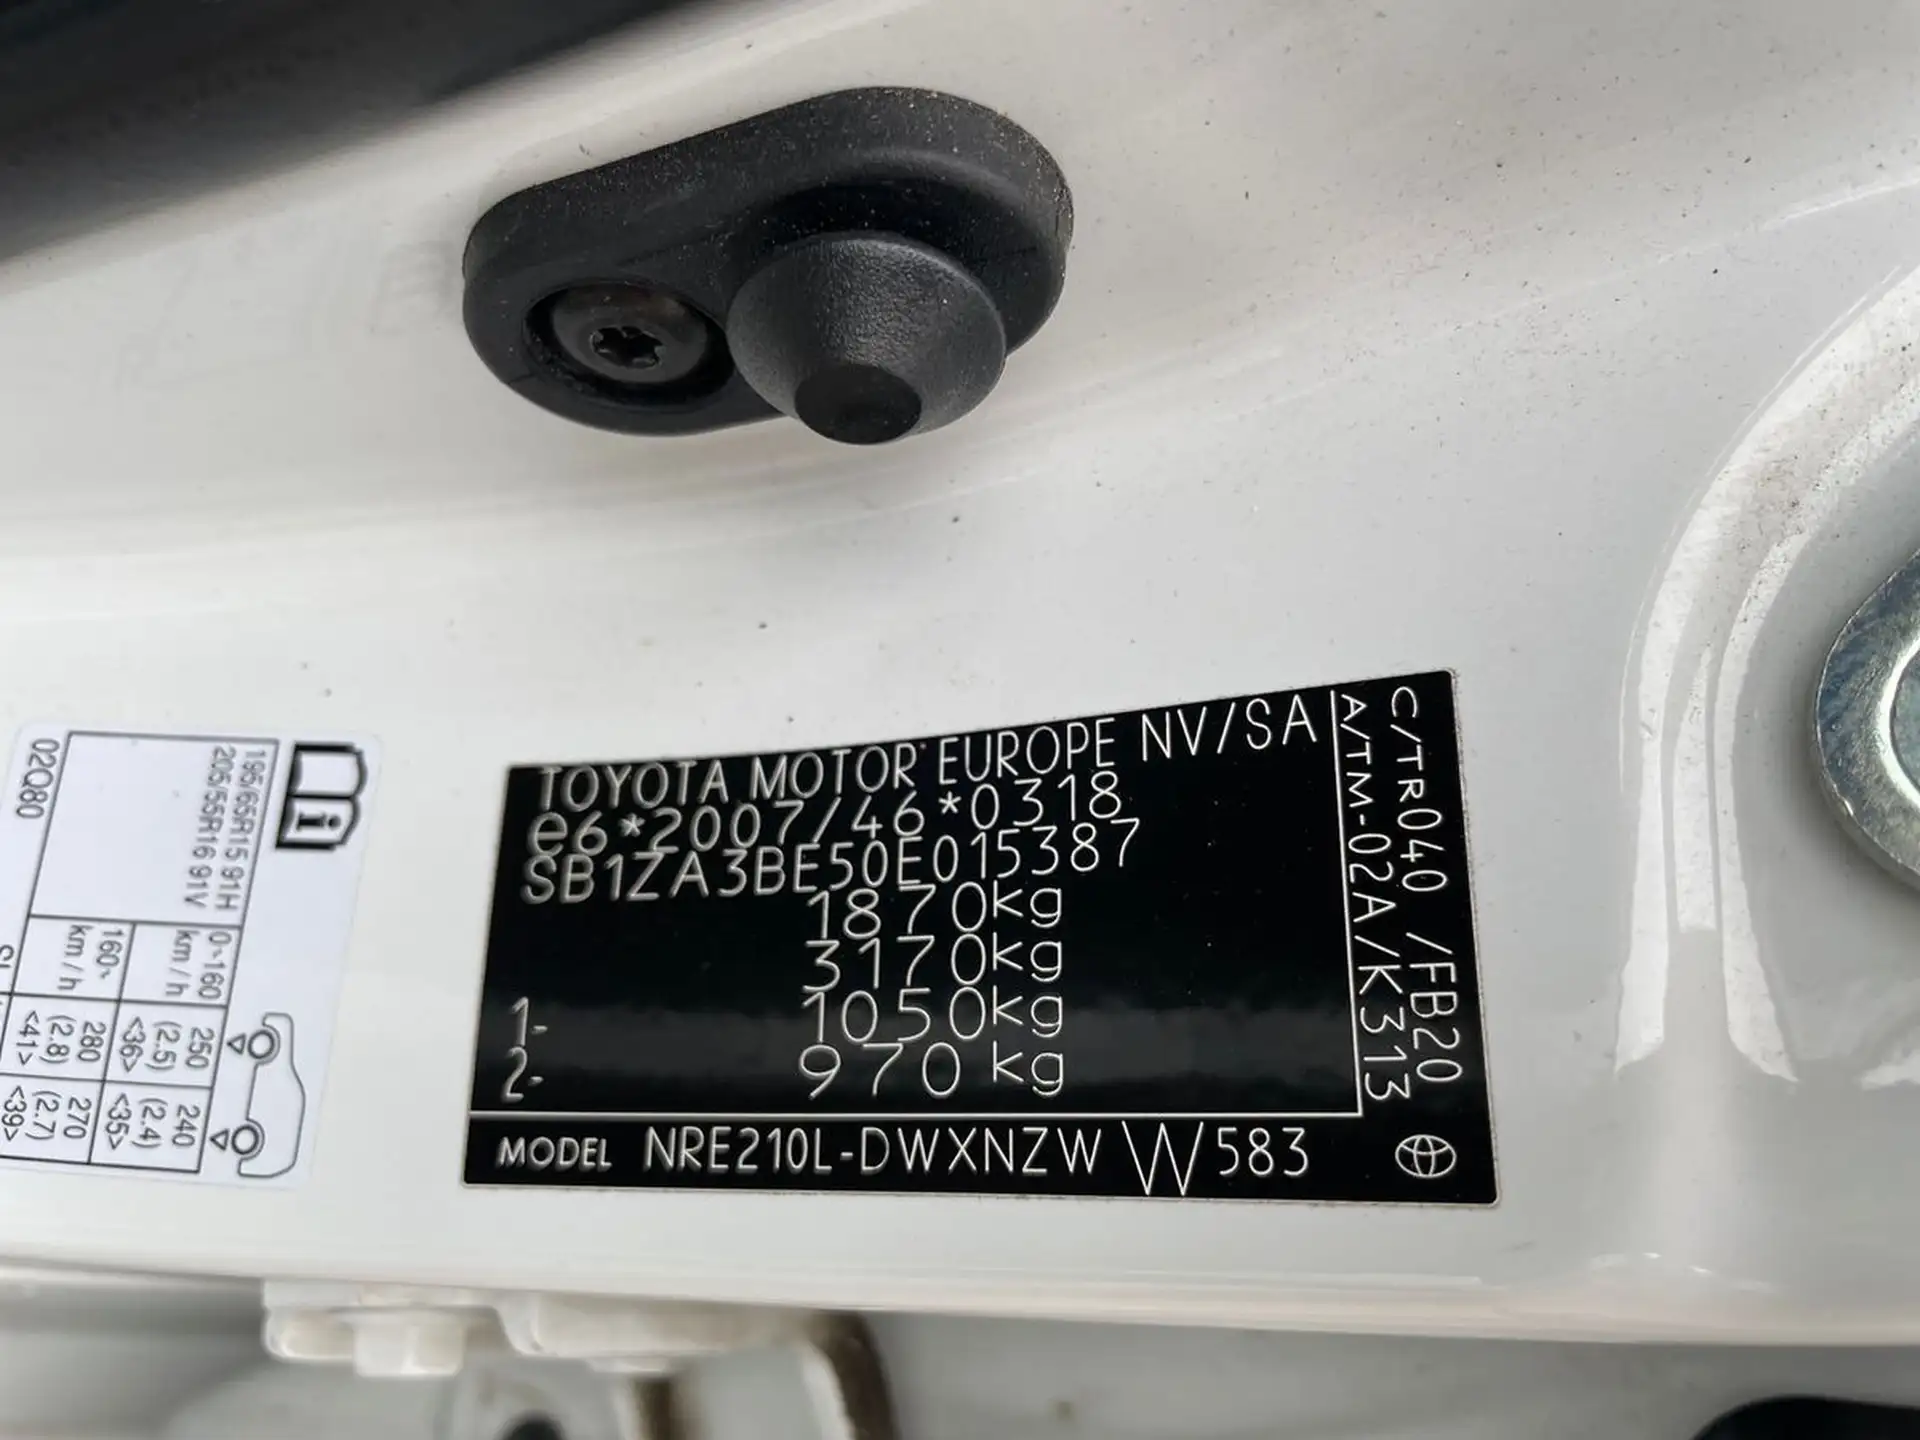 TOYOTA MOTOR EUROPE NV/SA
e6*2007/46*0318
SB1ZA3BE50E015387
1870kg
3170kg
1- 1050kg
2- 970kg
C/TR040 /FB20
A/TM-02A/K313
MODEL NRE210L-DWXNZW W583
195/65R15 91H
205/55R16 91V
0~160 km/h
250 (2.5) <36>
240 (2.4) <35>
160~ km/h
280 (2.8) <41>
270 (2.7) <39>
02Q80